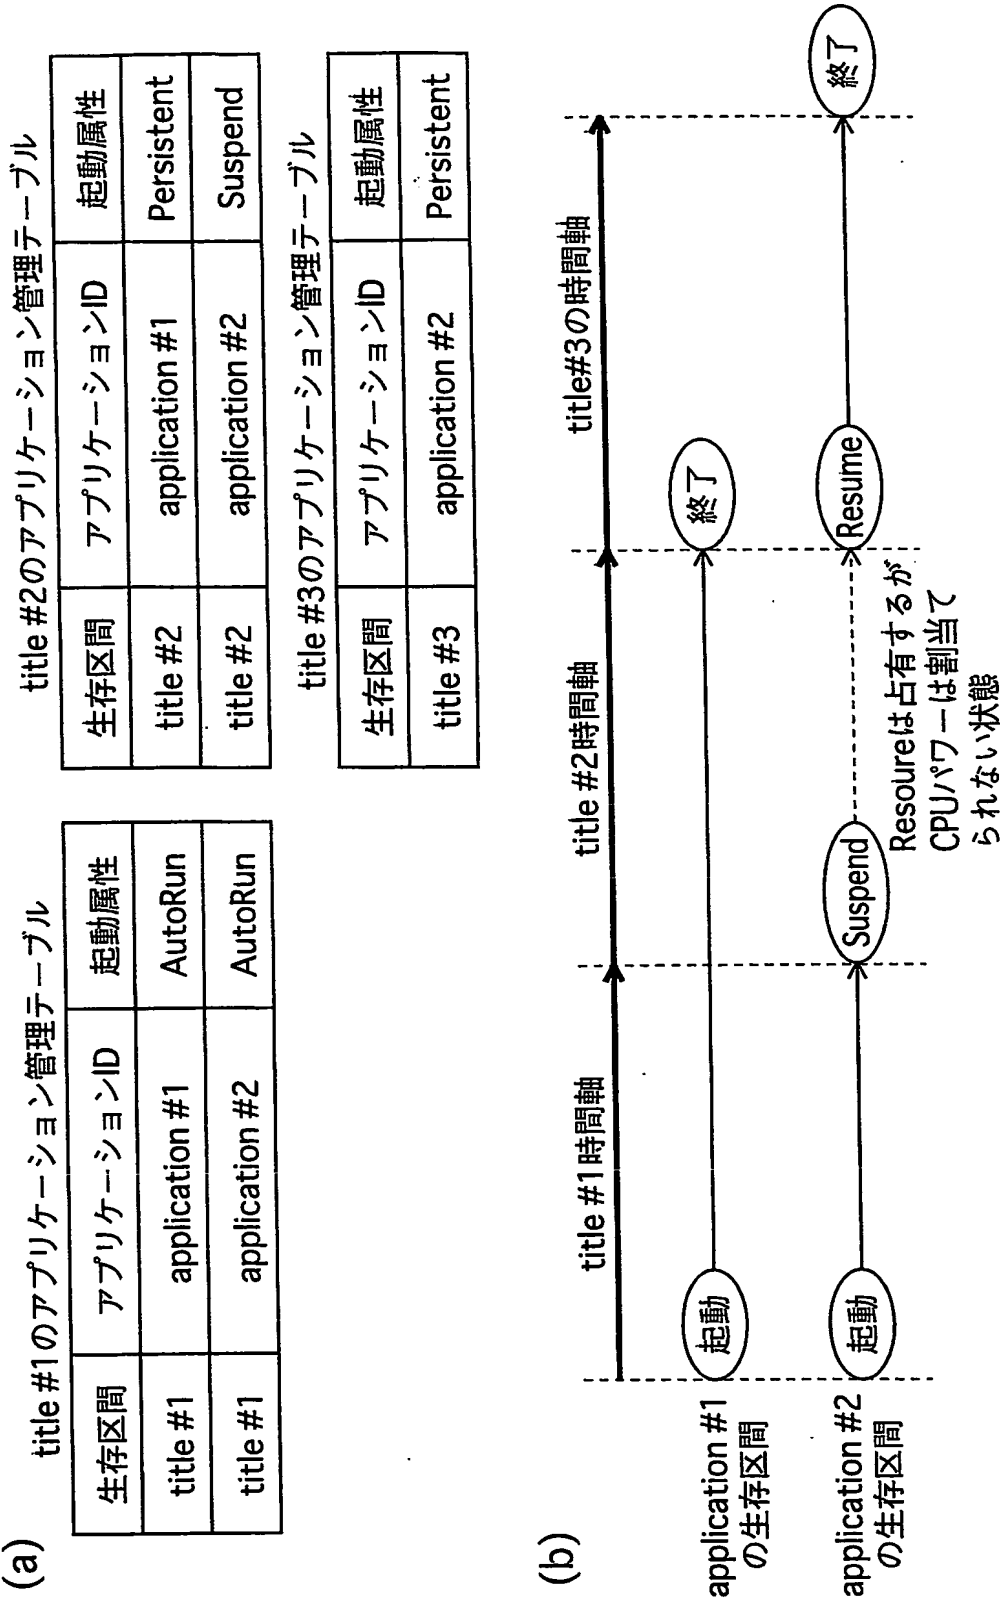 (a)
title #1のアプリケーション管理テーブル
生存区間 アプリケーションID 起動属性
title #1 application #1 AutoRun
title #1 application #2 AutoRun
title #2のアプリケーション管理テーブル
生存区間 アプリケーションID 起動属性
title #2 application #1 Persistent
title #2 application #2 Suspend
title #3のアプリケーション管理テーブル
生存区間 アプリケーションID 起動属性
title #3 application #2 Persistent
(b)
title #1時間軸 title #2時間軸 title#3の時間軸
application #1
の生存区間
起動 終了
application #2
の生存区間
起動 Suspend Resume 終了
Resoureは占有するが
CPUパワーは割当て
られない状態